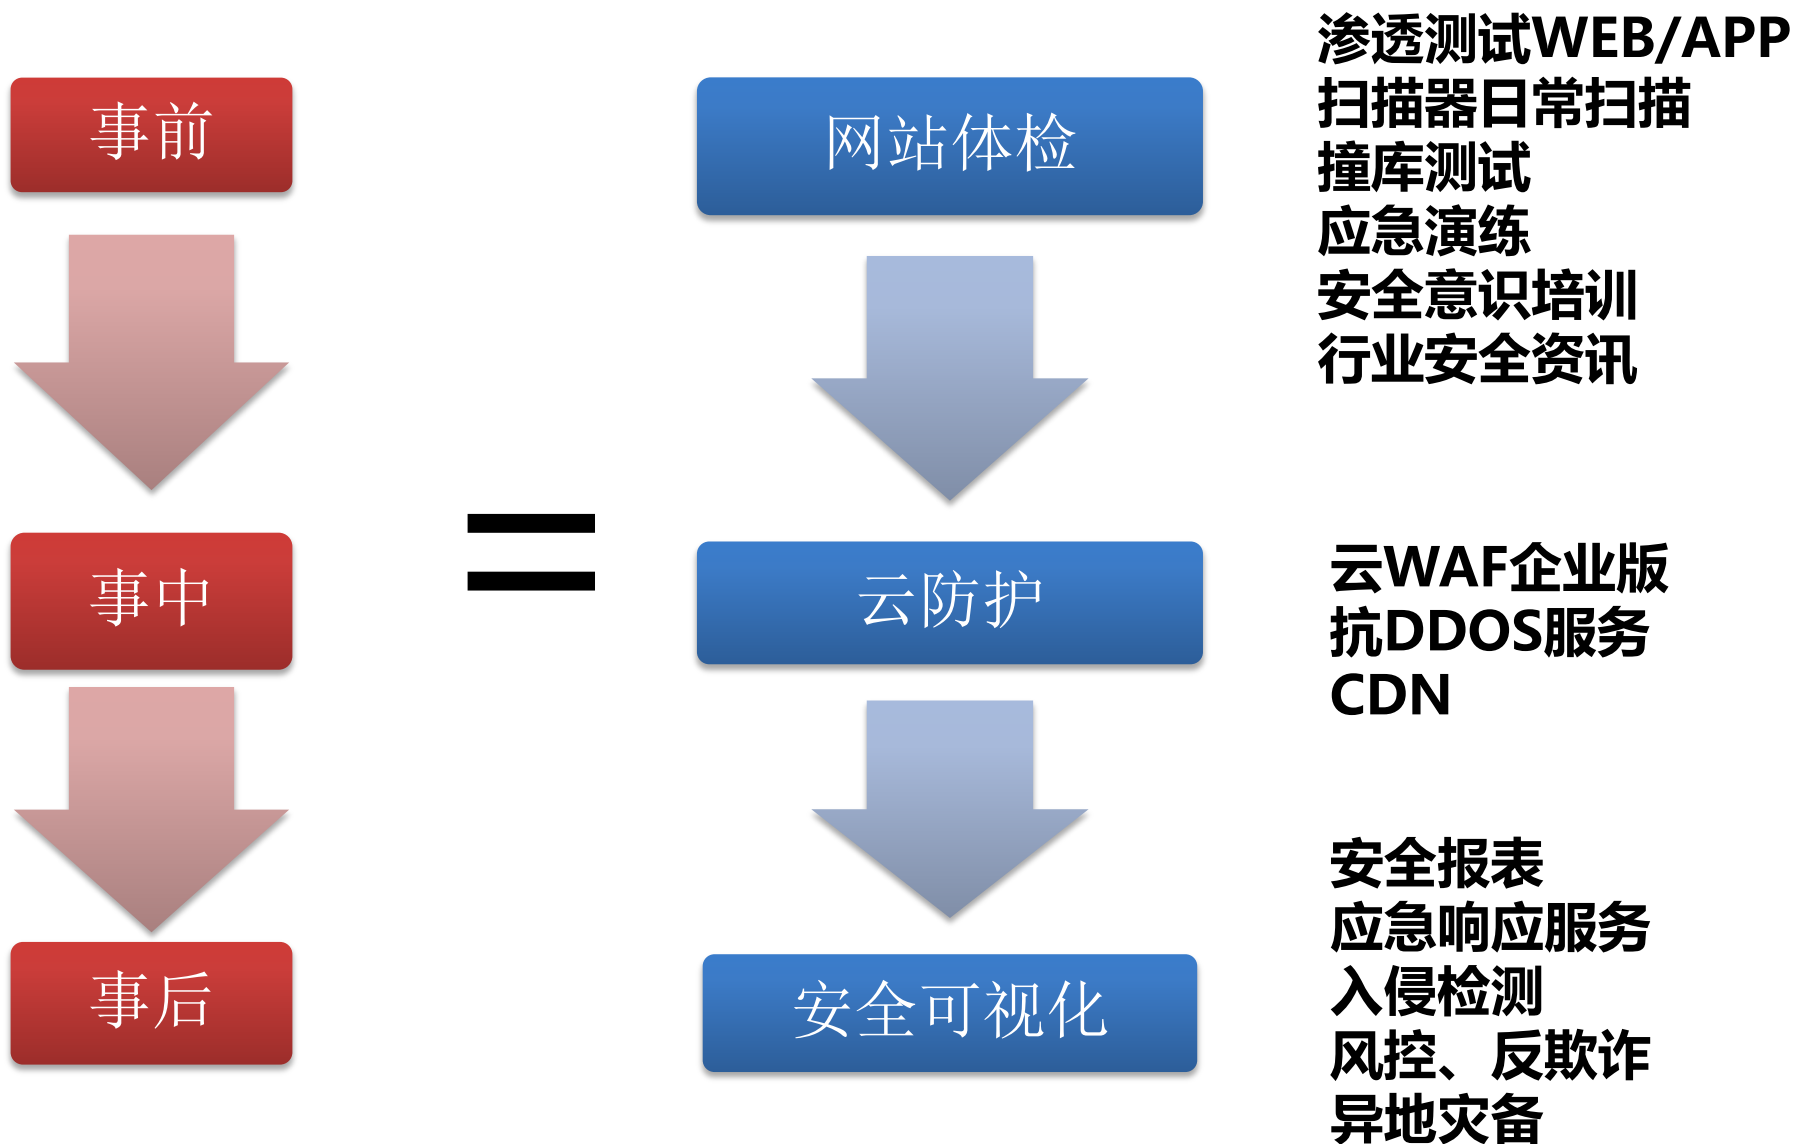 事前
事中
事后
=
网站体检
云防护
安全可视化
渗透测试WEB/APP
扫描器日常扫描
撞库测试
应急演练
安全意识培训
行业安全资讯
云WAF企业版
抗DDOS服务
CDN
安全报表
应急响应服务
入侵检测
风控、反欺诈
异地灾备